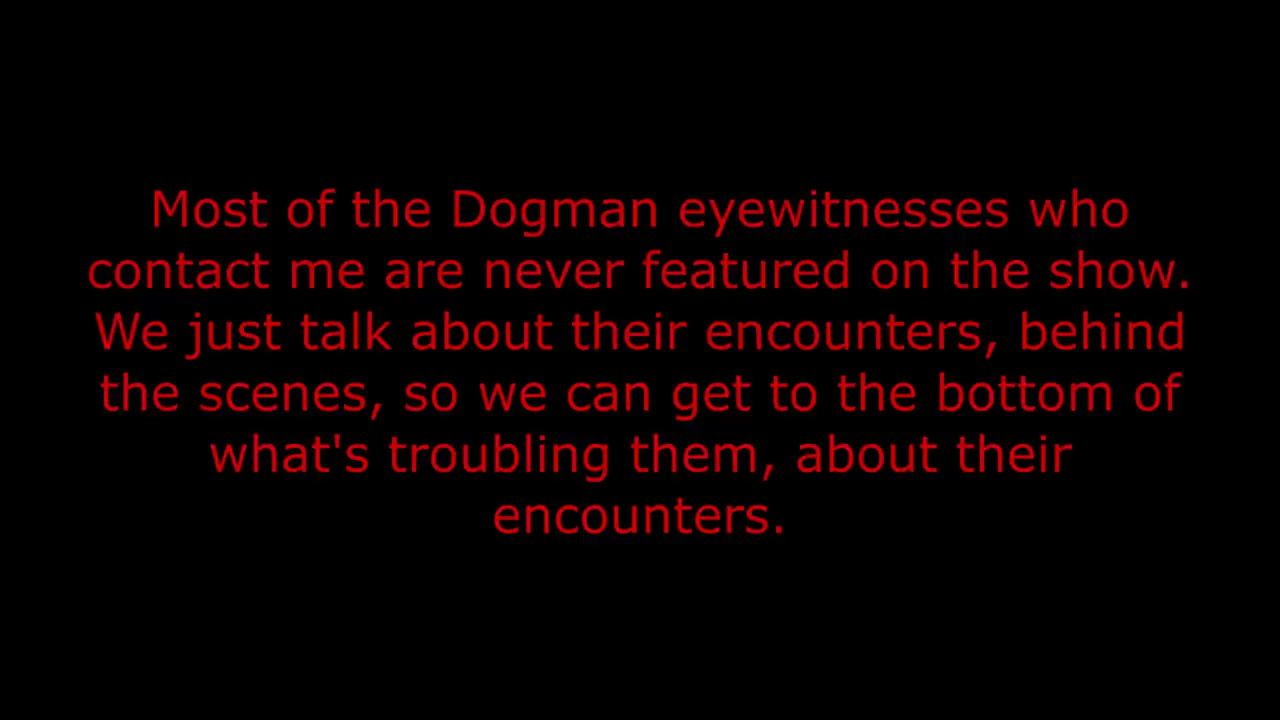 Most of the Dogman eyewitnesses who
contact me are never featured on the show.
We just talk about their encounters, behind
the scenes, so we can get to the bottom of
what's troubling them, about their
encounters.